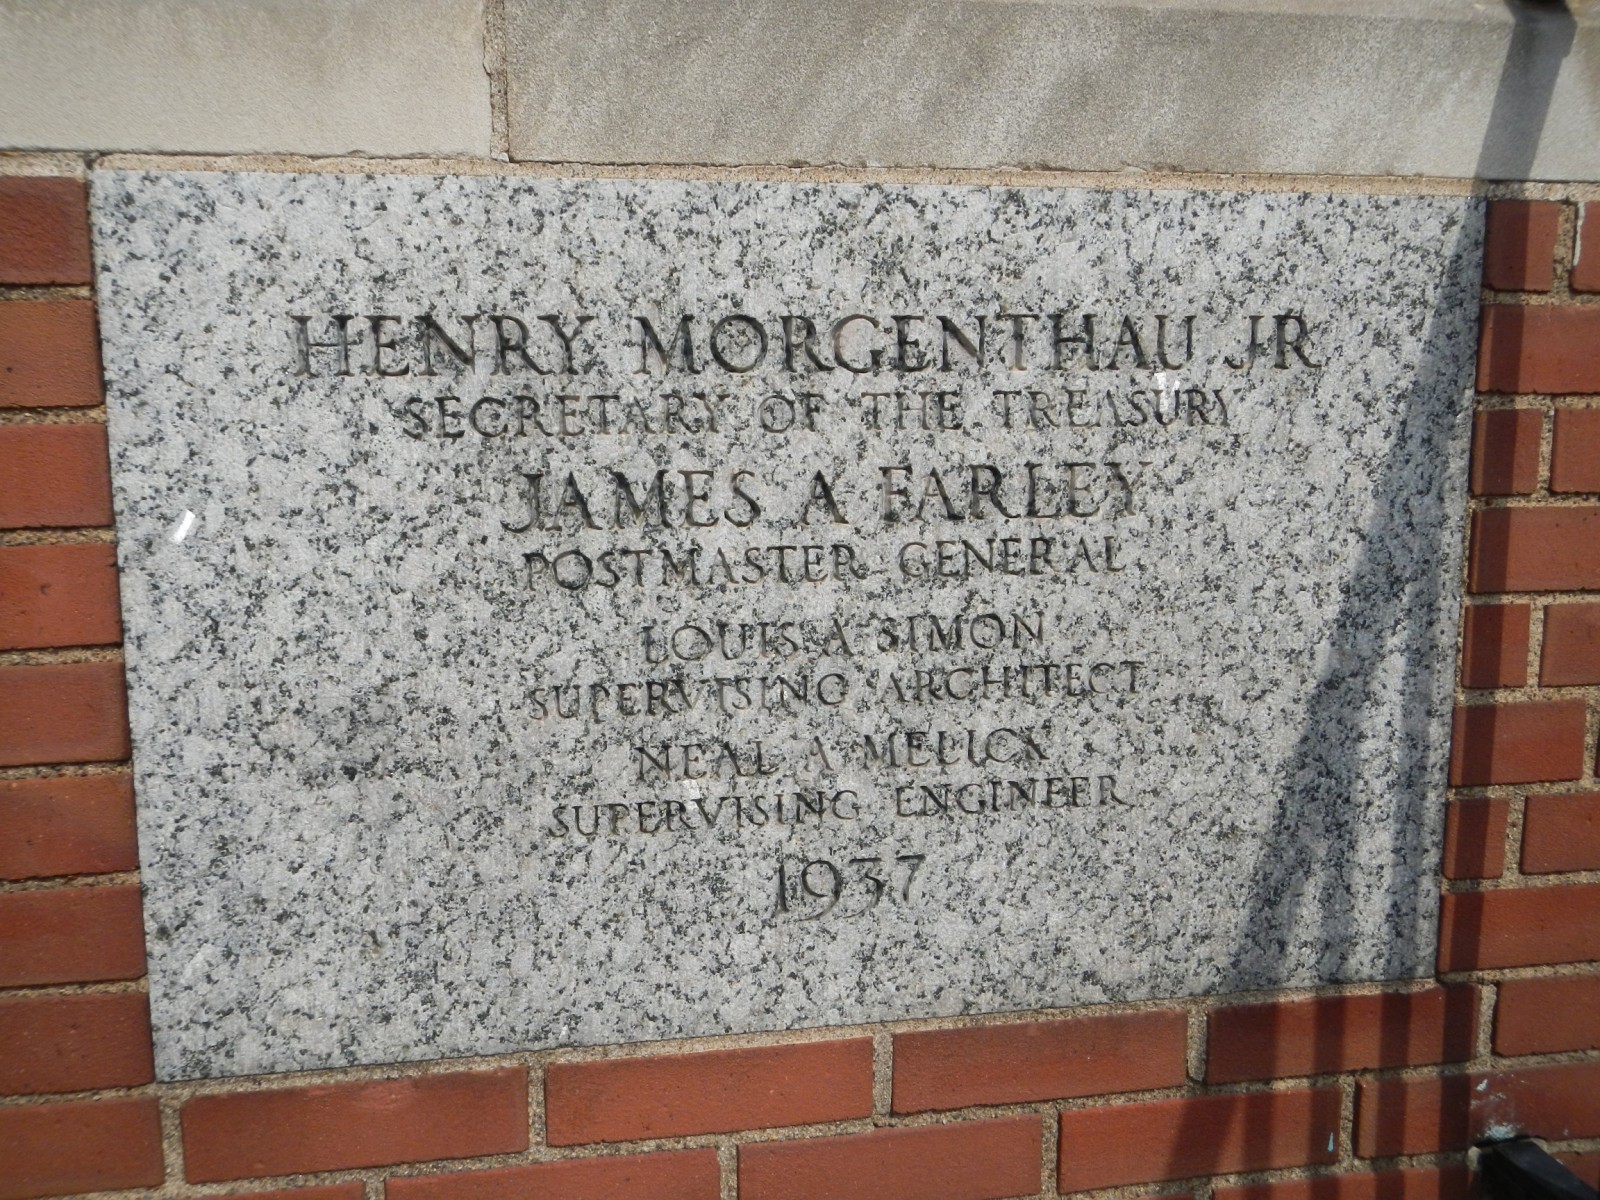 HENRY MORGENTHAU JR
SECRETARY OF THE TREASURY
JAMES A FARLEY
POSTMASTER GENERAL
LOUIS A SIMON
SUPERVISING ARCHITECT
NEAL A MELICK
SUPERVISING ENGINEER
1937